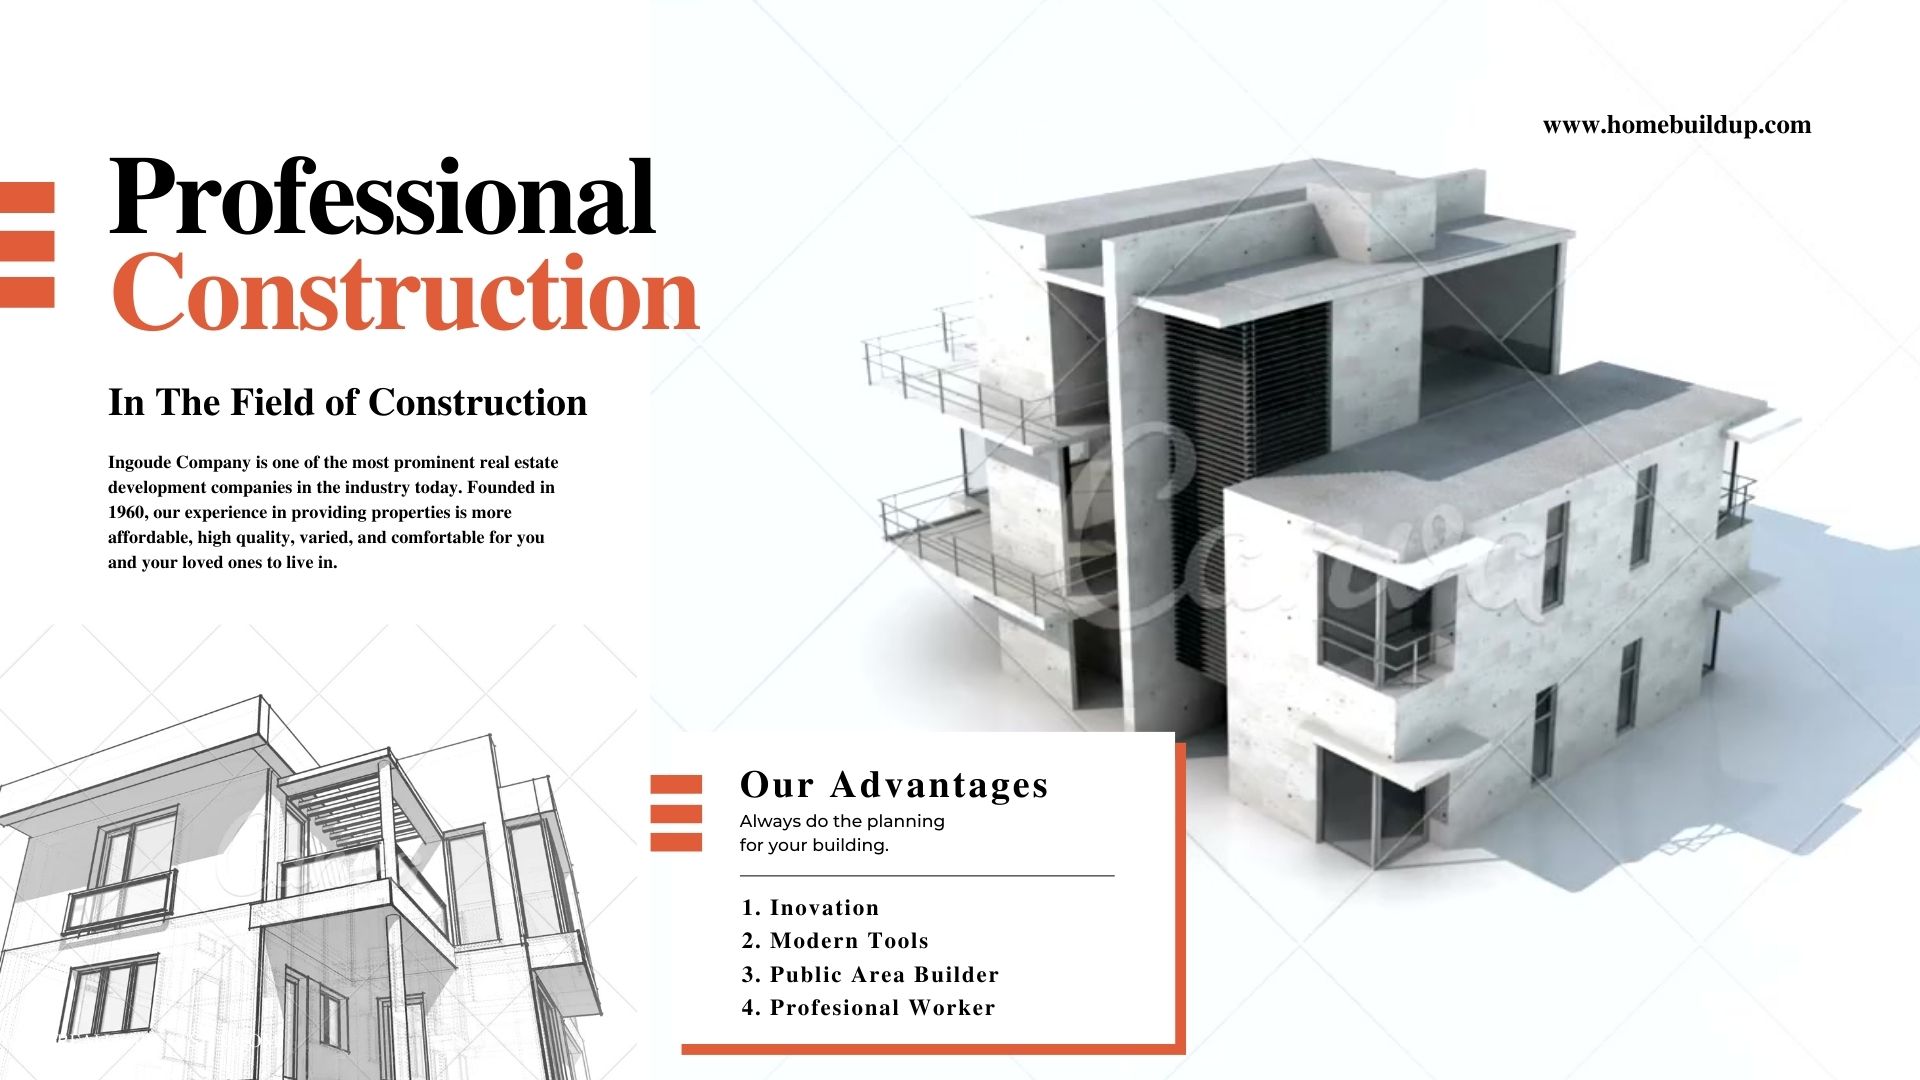 www.homebuildup.com
Professional
Construction
In The Field of Construction
Ingoude Company is one of the most prominent real estate
development companies in the industry today. Founded in
1960, our experience in providing properties is more
affordable, high quality, varied, and comfortable for you
and your loved ones to live in.
Canva
Our Advantages
Always do the planning
for your building.
1. Inovation
2. Modern Tools
3. Public Area Builder
4. Profesional Worker